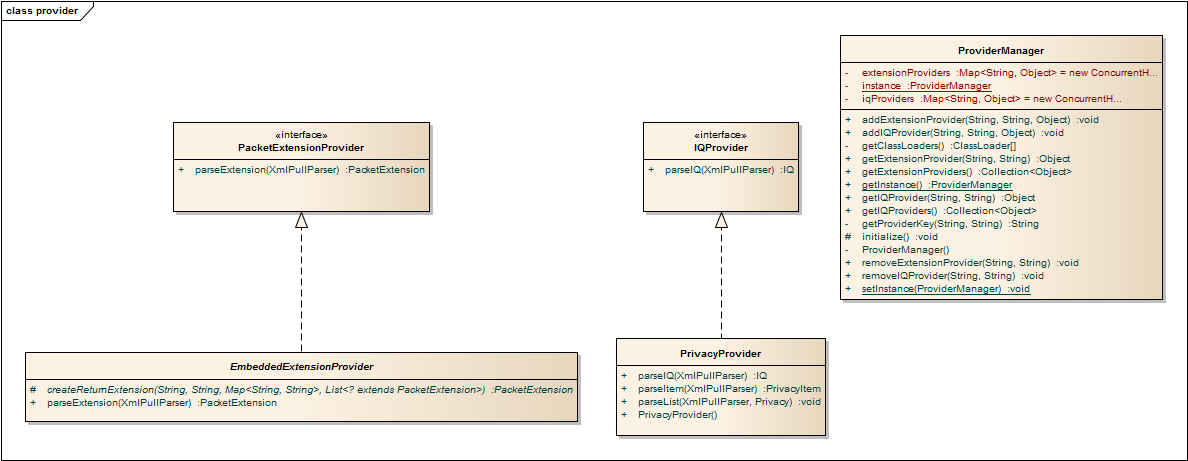 class provider
«interface»
PacketExtensionProvider
+ parseExtension(XmlPullParser) :PacketExtension
«interface»
IQProvider
+ parseIQ(XmlPullParser) :IQ
ProviderManager
- extensionProviders :Map<String, Object> = new ConcurrentH...
- instance :ProviderManager
- iqProviders :Map<String, Object> = new ConcurrentH...
+ addExtensionProvider(String, String, Object) :void
+ addIQProvider(String, String, Object) :void
- getClassLoaders() :ClassLoader[]
+ getExtensionProvider(String, String) :Object
+ getExtensionProviders() :Collection<Object>
+ getInstance() :ProviderManager
+ getIQProvider(String, String) :Object
+ getIQProviders() :Collection<Object>
- getProviderKey(String, String) :String
# initialize() :void
- ProviderManager()
+ removeExtensionProvider(String, String) :void
+ removeIQProvider(String, String) :void
+ setInstance(ProviderManager) :void
EmbeddedExtensionProvider
# createReturnExtension(String, String, Map<String, String>, List<? extends PacketExtension>) :PacketExtension
+ parseExtension(XmlPullParser) :PacketExtension
PrivacyProvider
+ parseIQ(XmlPullParser) :IQ
+ parseItem(XmlPullParser) :PrivacyItem
+ parseList(XmlPullParser, Privacy) :void
+ PrivacyProvider()